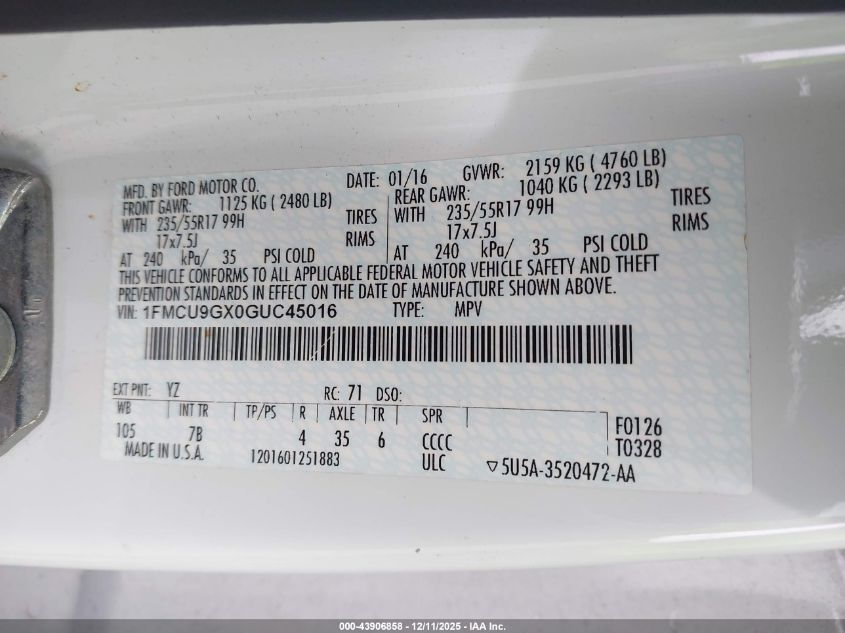 MFD. BY FORD MOTOR CO. DATE: 01/16 GVWR: 2159 KG ( 4760 LB)
FRONT GAWR: 1125 KG ( 2480 LB) REAR GAWR: 1040 KG ( 2293 LB)
WITH 235/55R17 99H TIRES WITH 235/55R17 99H TIRES
17x7.5J RIMS 17x7.5J RIMS
AT 240 kPa/ 35 PSI COLD AT 240 kPa/ 35 PSI COLD
THIS VEHICLE CONFORMS TO ALL APPLICABLE FEDERAL MOTOR VEHICLE SAFETY AND THEFT
PREVENTION STANDARDS IN EFFECT ON THE DATE OF MANUFACTURE SHOWN ABOVE.
VIN: 1FMCU9GX0GUC45016 TYPE: MPV
EXT PNT: YZ RC: 71 DSO:
WB INT TR TP/PS R AXLE TR SPR F0126
105 7B 4 35 6 CCCC T0328
MADE IN U.S.A. 1201601251883 ULC ▽5U5A-3520472-AA
000-43906858 - 12/11/2025 - IAA Inc.